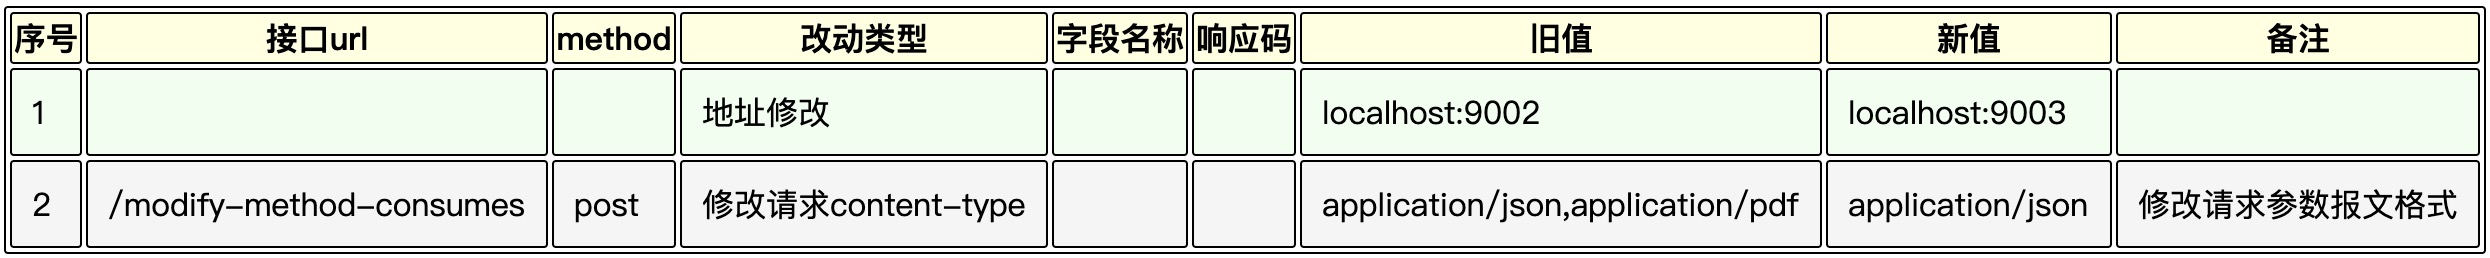 序号 接口url method 改动类型 字段名称 响应码 旧值 新值 备注
1 地址修改 localhost:9002 localhost:9003
2 /modify-method-consumes post 修改请求content-type application/json,application/pdf application/json 修改请求参数报文格式